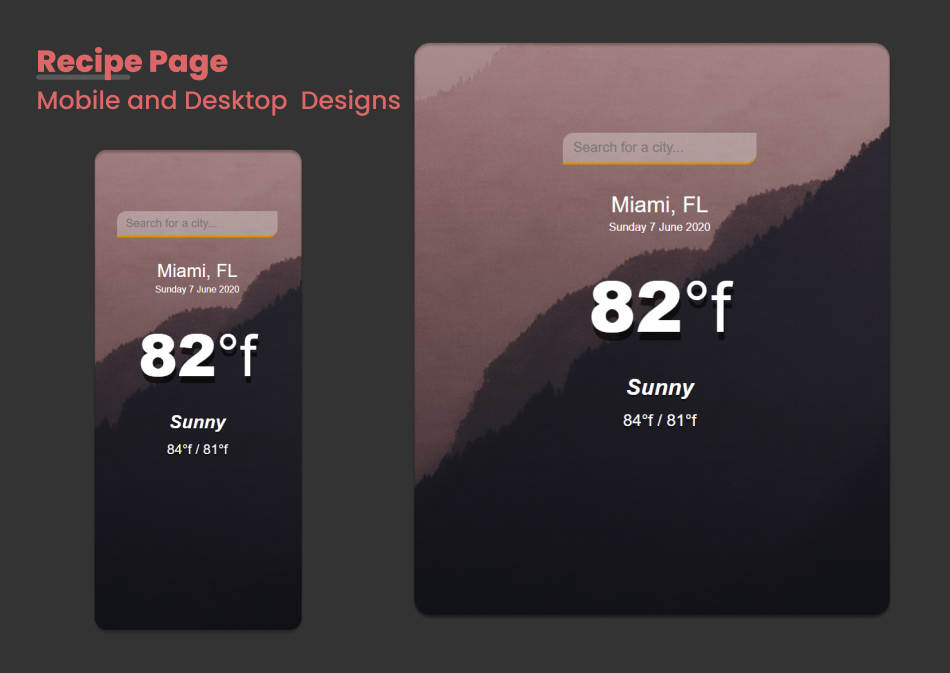 Recipe Page
Mobile and Desktop Designs
Search for a city...
Miami, FL
Sunday 7 June 2020
82°f
Sunny
84°f / 81°f
Search for a city...
Miami, FL
Sunday 7 June 2020
82°f
Sunny
84°f / 81°f